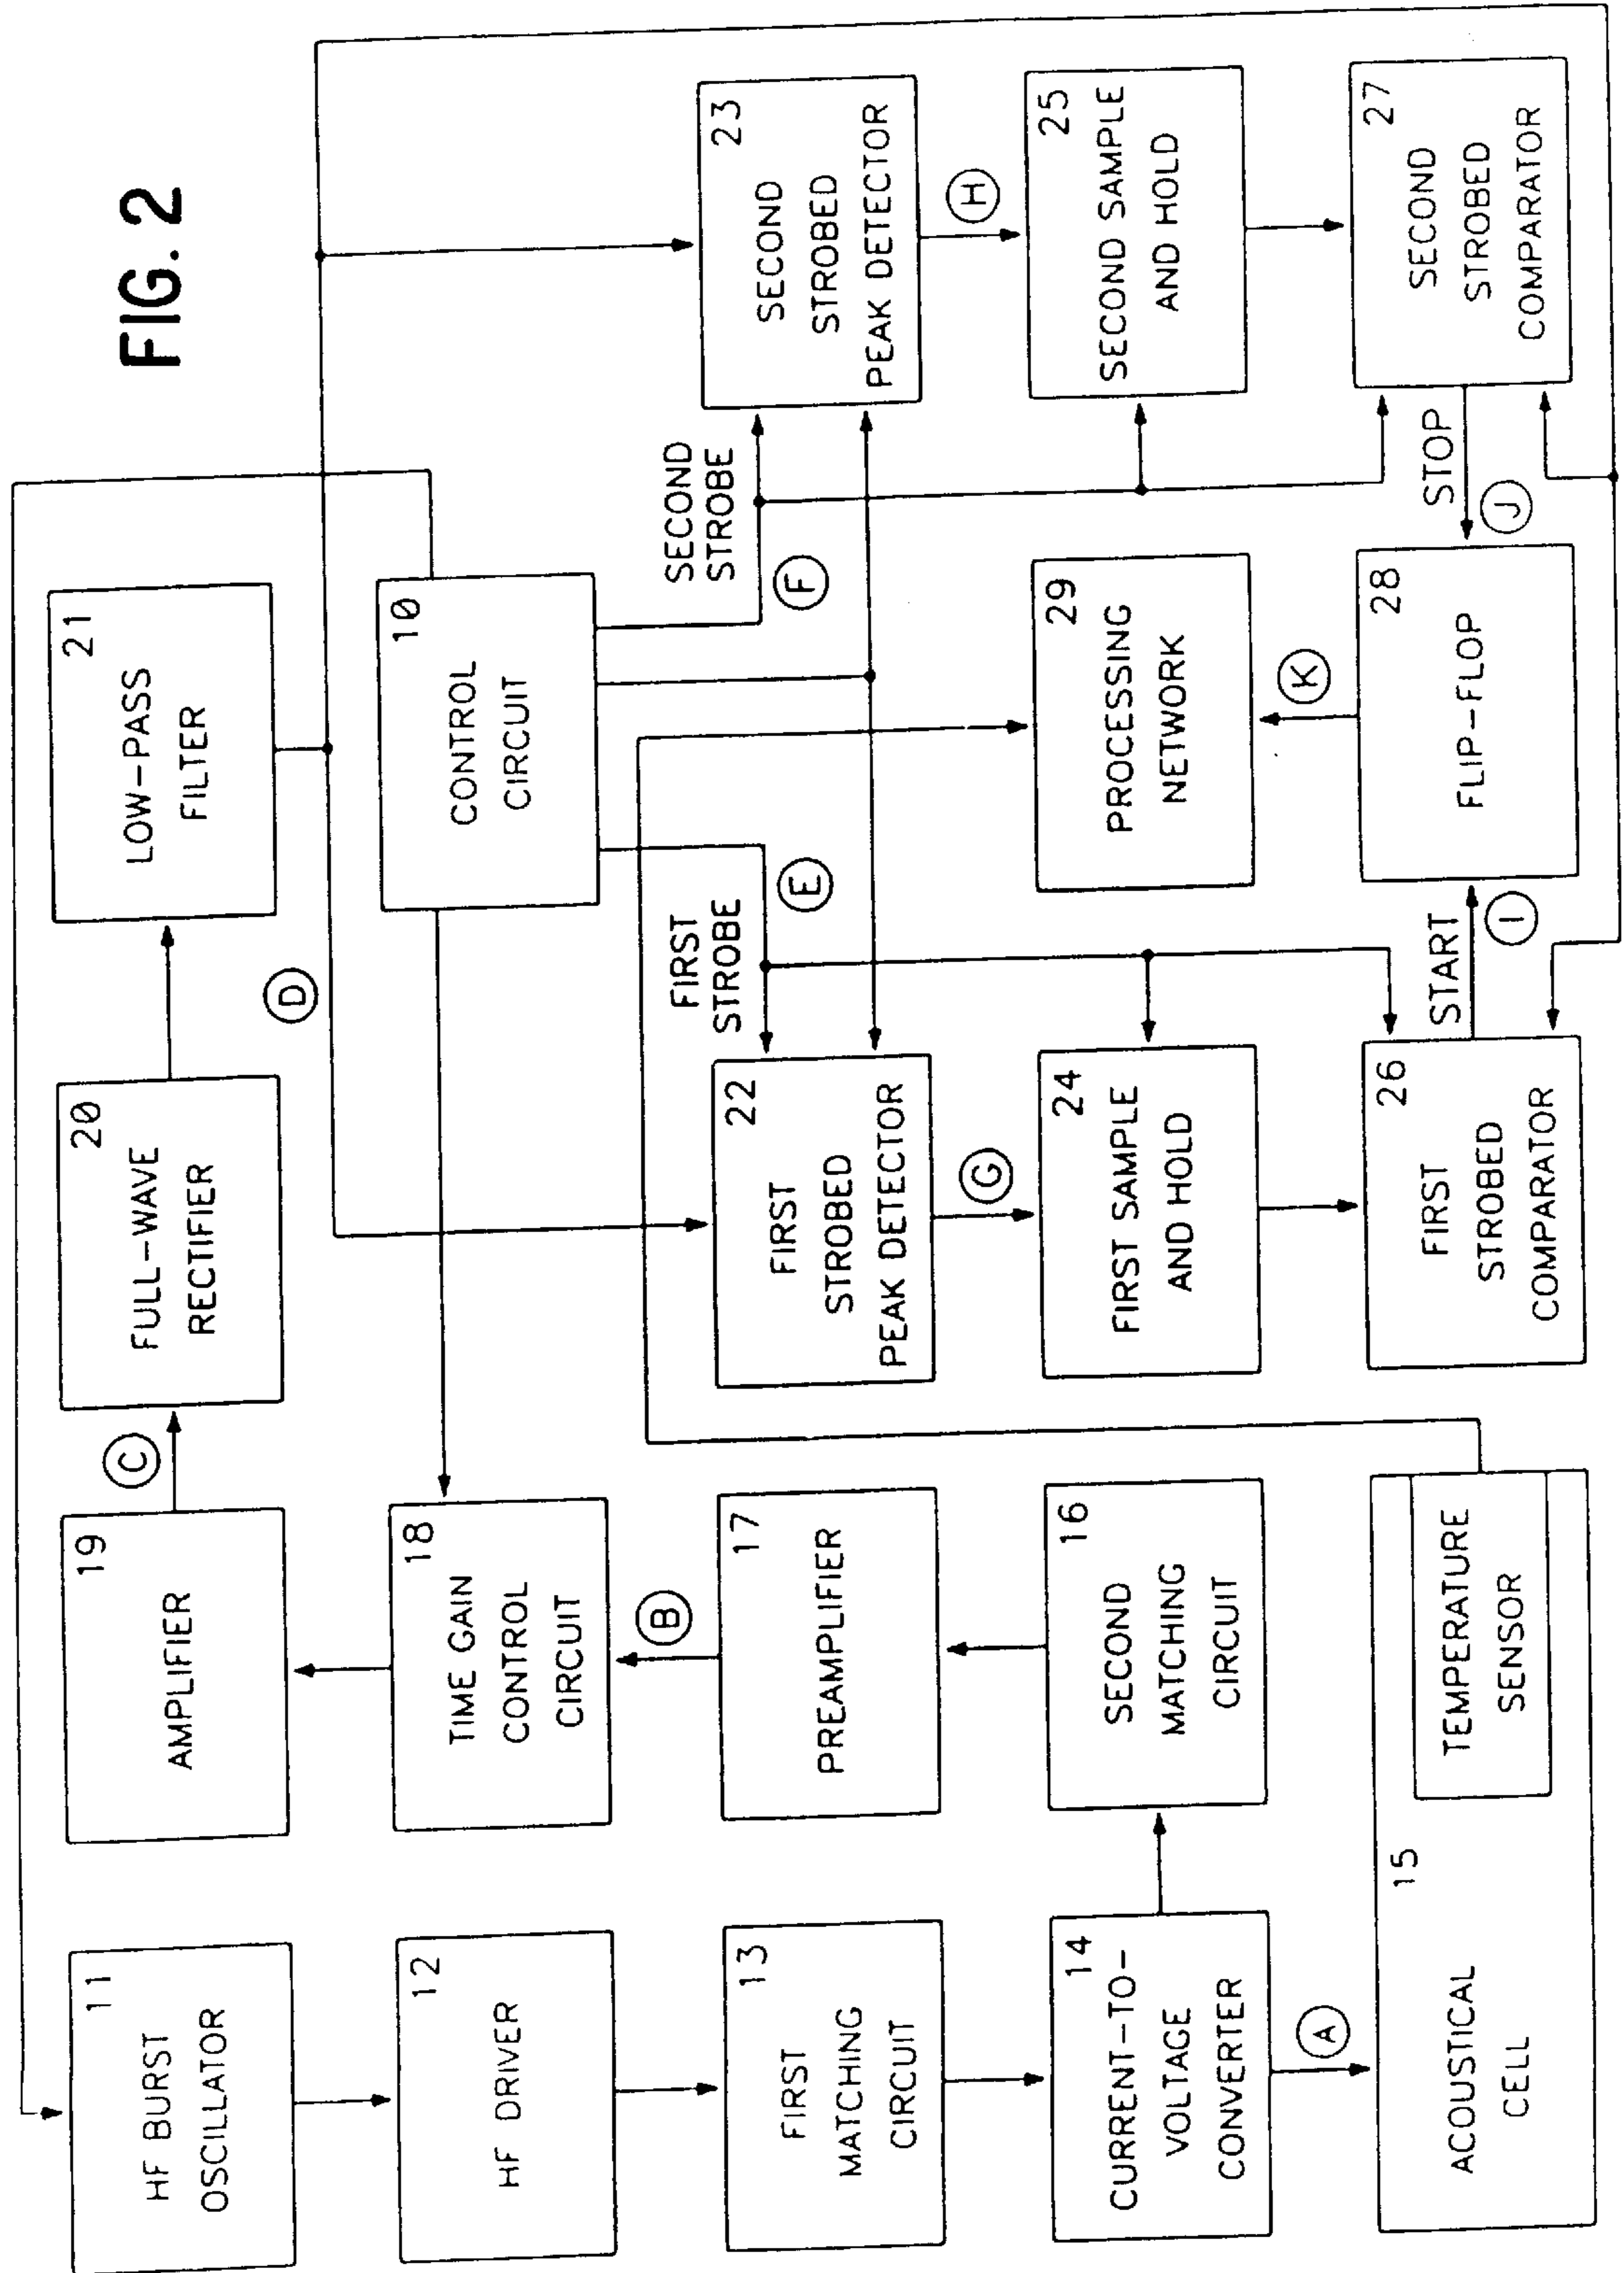 FIG. 2
11
HF BURST
OSCILLATOR
12
HF DRIVER
13
FIRST
MATCHING
CIRCUIT
14
CURRENT-TO-
VOLTAGE
CONVERTER
A
15
ACOUSTICAL
CELL
TEMPERATURE
SENSOR
16
SECOND
MATCHING
CIRCUIT
17
PREAMPLIFIER
B
18
TIME GAIN
CONTROL
CIRCUIT
19
AMPLIFIER
C
20
FULL-WAVE
RECTIFIER
21
LOW-PASS
FILTER
D
10
CONTROL
CIRCUIT
FIRST
STROBE
E
SECOND
STROBE
F
22
FIRST
STROBED
PEAK DETECTOR
G
24
FIRST SAMPLE
AND HOLD
26
FIRST
STROBED
COMPARATOR
START
I
23
SECOND
STROBED
PEAK DETECTOR
H
25
SECOND SAMPLE
AND HOLD
27
SECOND
STROBED
COMPARATOR
STOP
J
28
FLIP-FLOP
K
29
PROCESSING
NETWORK